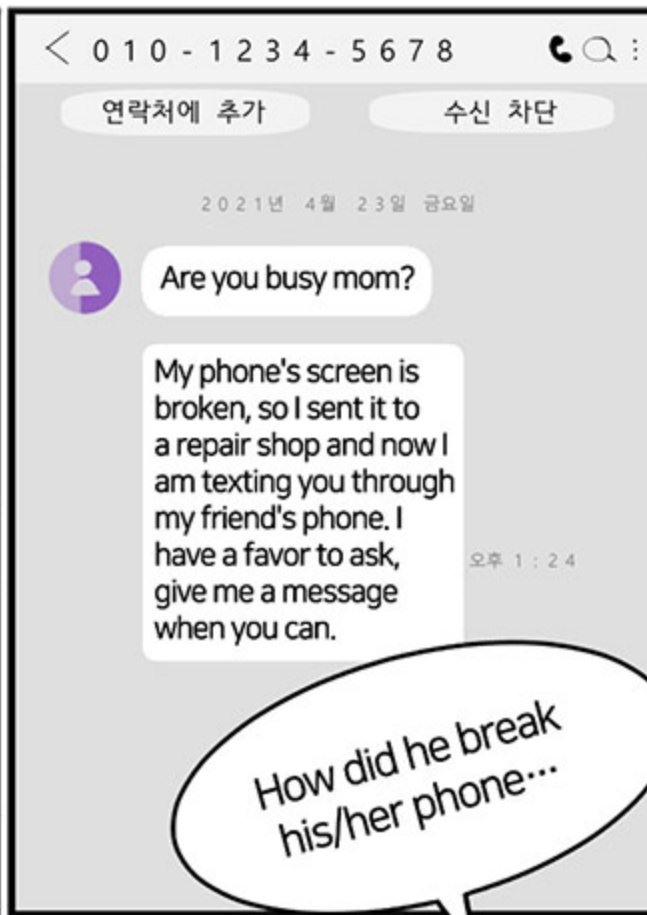 010-1234-5678
연락처에 추가 수신 차단
2021년 4월 23일 금요일
Are you busy mom?
My phone's screen is
broken, so I sent it to
a repair shop and now I
am texting you through
my friend's phone. I
have a favor to ask,
give me a message
when you can.
오후 1:24
How did he break
his/her phone…